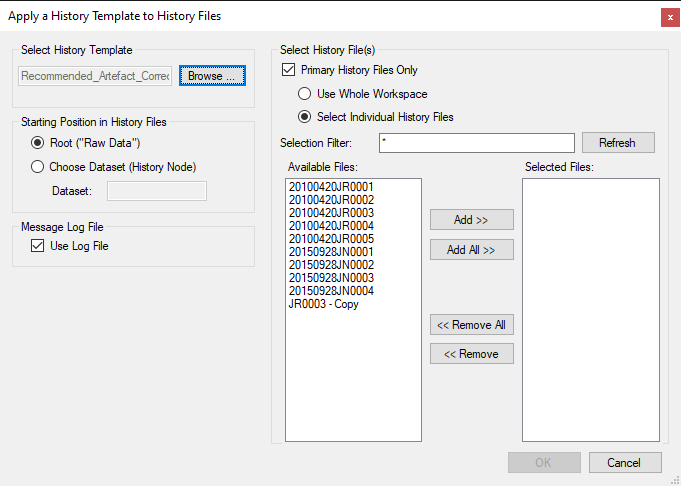 Apply a History Template to History Files
x
Select History Template
Recommended_Artefact_Correc
Browse ...
Starting Position in History Files
Root ("Raw Data")
Choose Dataset (History Node)
Dataset:
Message Log File
Use Log File
Select History File(s)
Primary History Files Only
Use Whole Workspace
Select Individual History Files
Selection Filter:
*
Refresh
Available Files:
20100420JR0001
20100420JR0002
20100420JR0003
20100420JR0004
20100420JR0005
20150928JN0001
20150928JN0002
20150928JN0003
20150928JN0004
JR0003 - Copy
Add >>
Add All >>
<< Remove All
<< Remove
Selected Files:
OK
Cancel